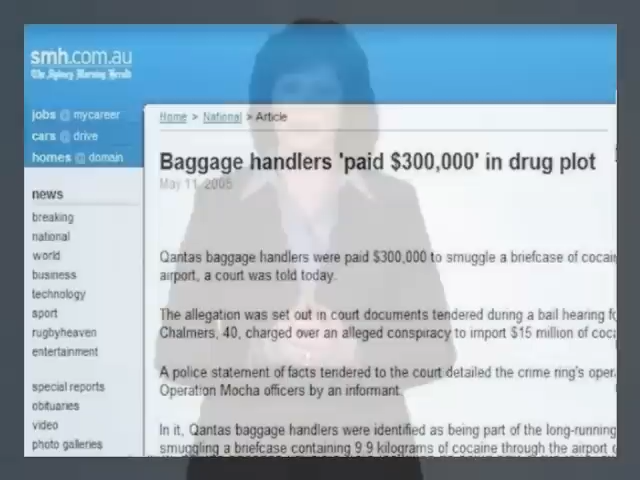 smh.com.au
The Sydney Morning Herald
jobs @ mycareer
cars @ drive
homes @ domain
Home > National > Article
Baggage handlers 'paid $300,000' in drug plot
May 11, 2005
news
breaking
national
world
business
technology
sport
rugbyheaven
entertainment
special reports
obituaries
video
photo galleries
Qantas baggage handlers were paid $300,000 to smuggle a briefcase of
airport, a court was told today.
The allegation was set out in court documents tendered during a bail hearing
Chalmers, 40, charged over an alleged conspiracy to import $15 million of
A police statement of facts tendered to the court detailed the crime ring's
Operation Mocha officers by an informant.
In it, Qantas baggage handlers were identified as being part of the long-running
smuggling a briefcase containing 9.9 kilograms of cocaine through the airport